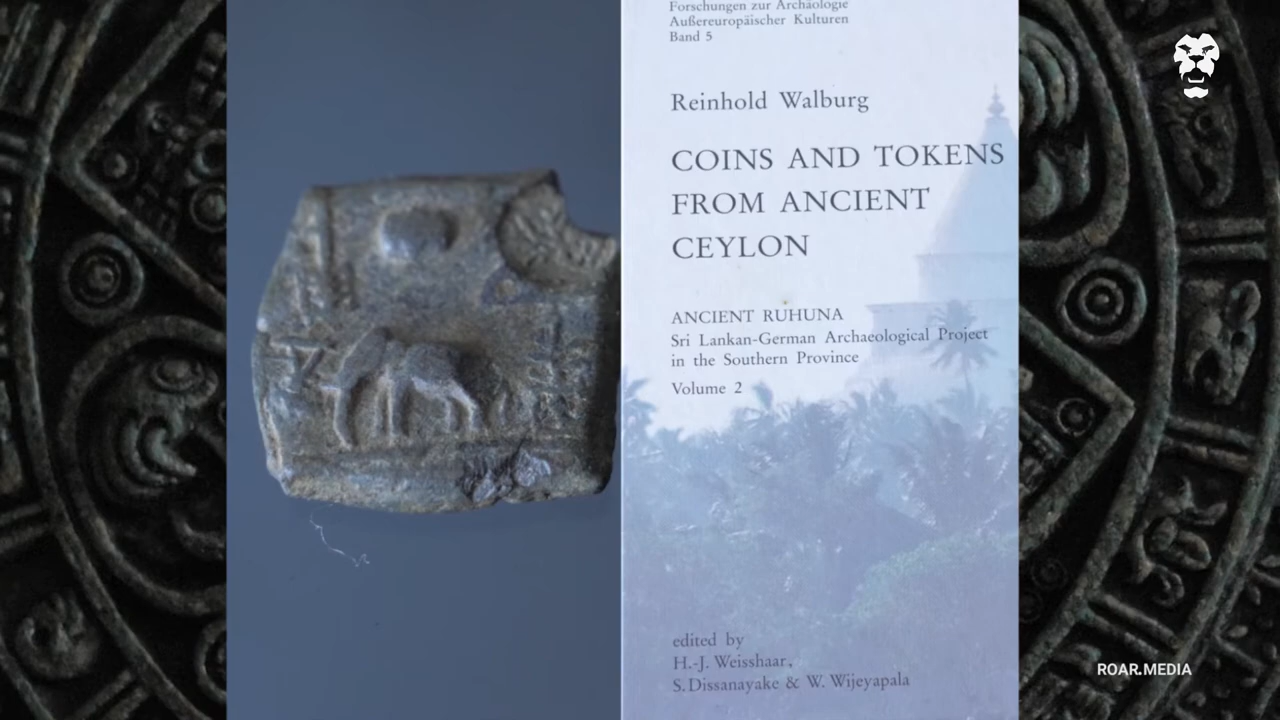 Forschungen zur Archäologie
Außereuropäischer Kulturen
Band 5
Reinhold Walburg
COINS AND TOKENS
FROM ANCIENT
CEYLON
ANCIENT RUHUNA
Sri Lankan-German Archaeological Project
in the Southern Province
Volume 2
edited by
H.-J. Weisshaar,
S. Dissanayake & W. Wijeyapala
ROAR.MEDIA